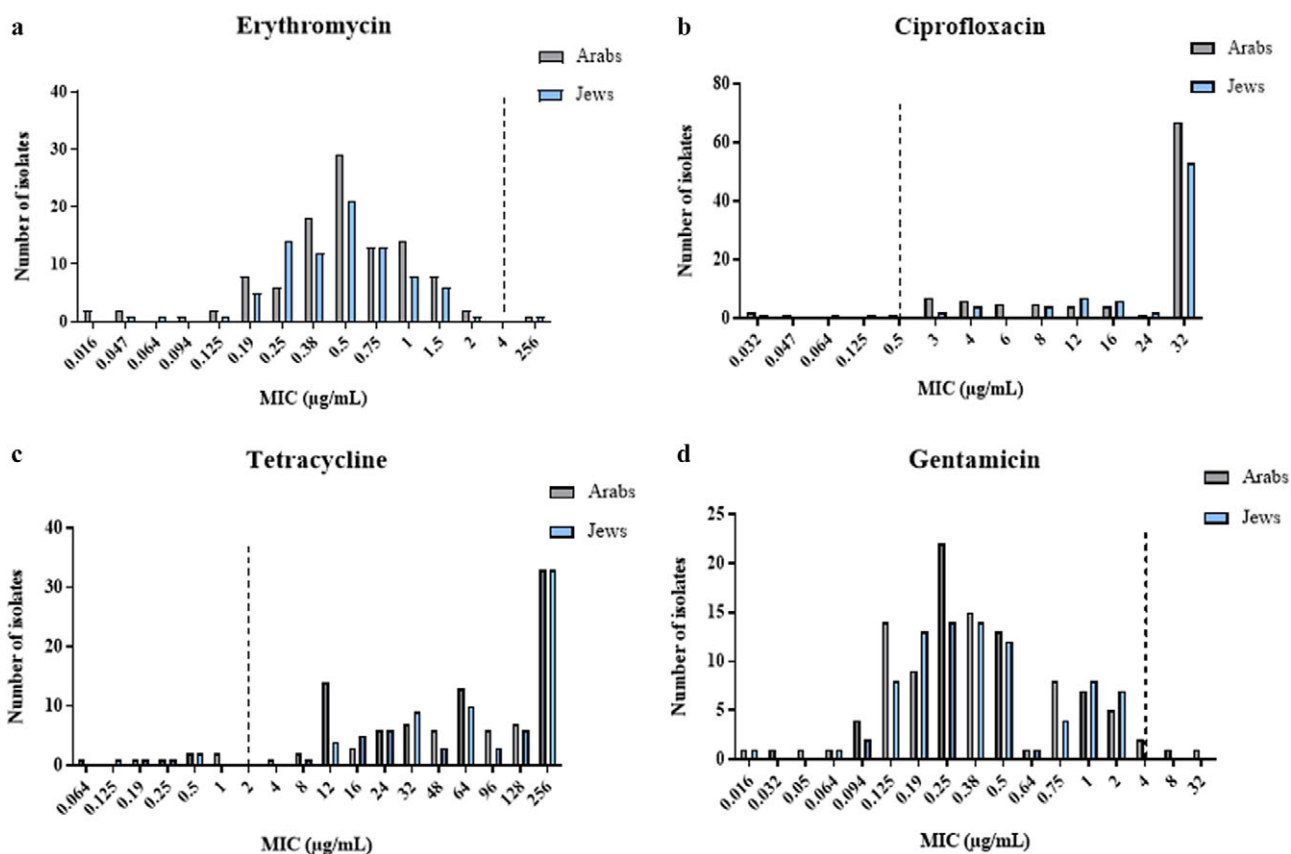 a
Erythromycin
Arabs
Jews
40
30
20
10
0
Number of isolates
0.016 0.047 0.064 0.094 0.125 0.19 0.25 0.38 0.5 0.75 1 1.5 2 4 256
MIC (µg/mL)
b
Ciprofloxacin
Arabs
Jews
80
60
40
20
0
Number of isolates
0.032 0.047 0.064 0.125 0.5 3 4 6 8 12 16 24 32
MIC (µg/mL)
c
Tetracycline
Arabs
Jews
40
30
20
10
0
Number of isolates
0.064 0.125 0.19 0.25 0.5 1 2 4 8 12 16 24 32 48 64 96 128 256
MIC (µg/mL)
d
Gentamicin
Arabs
Jews
25
20
15
10
5
0
Number of isolates
0.016 0.032 0.05 0.064 0.094 0.125 0.19 0.25 0.38 0.5 0.64 0.75 1 2 4 8 32
MIC (µg/mL)